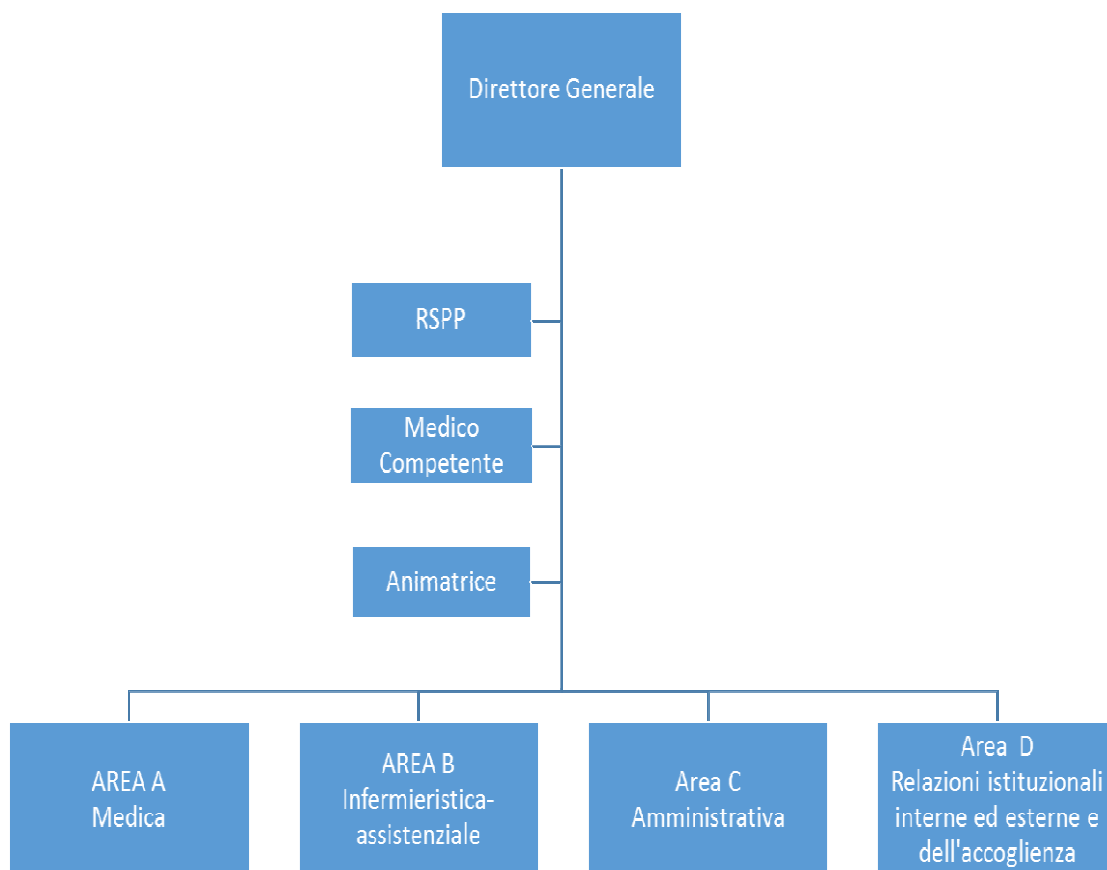 Direttore Generale
RSPP
Medico
Competente
Animatrice
AREA A
Medica
AREA B
Infermieristica-
assistenziale
Area C
Amministrativa
Area D
Relazioni istituzionali
interne ed esterne e
dell'accoglienza